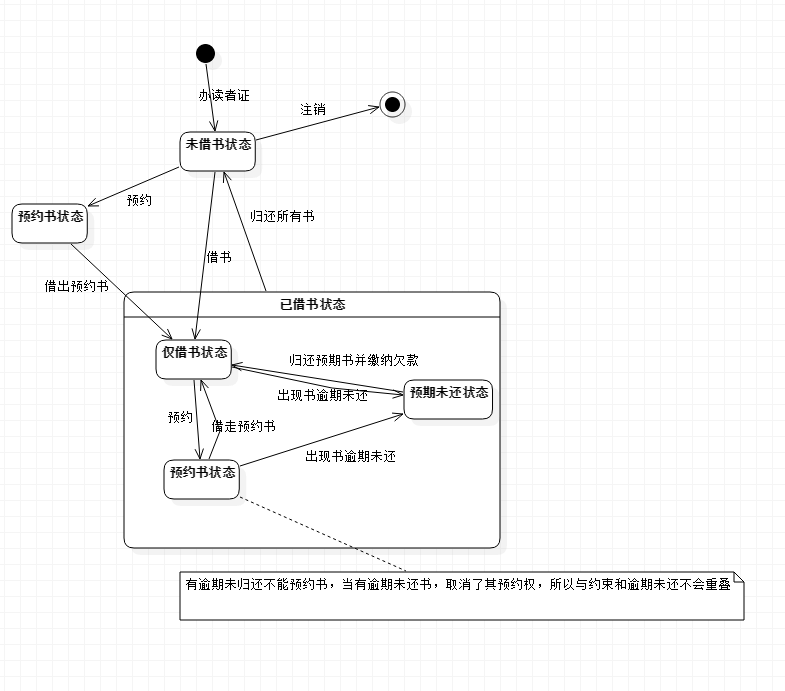 办读者证
注销
未借书状态
预约
预约书状态
归还所有书
借书
借出预约书
已借书状态
仅借书状态
归还预期书并缴纳欠款
预期未还状态
出现书逾期未还
预约
借走预约书
出现书逾期未还
预约书状态
有逾期未归还不能预约书，当有逾期未还书，取消了其预约权，所以与约束和逾期未还不会重叠